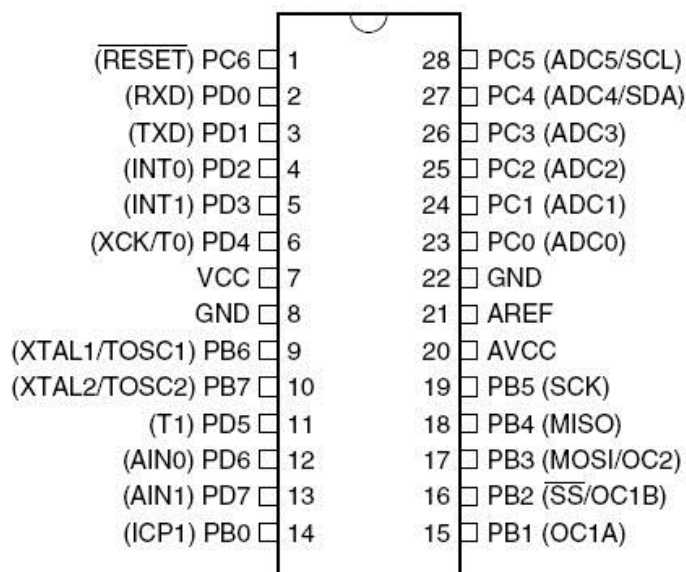 (RESET) PC6 1 28 PC5 (ADC5/SCL)
(RXD) PD0 2 27 PC4 (ADC4/SDA)
(TXD) PD1 3 26 PC3 (ADC3)
(INT0) PD2 4 25 PC2 (ADC2)
(INT1) PD3 5 24 PC1 (ADC1)
(XCK/T0) PD4 6 23 PC0 (ADC0)
VCC 7 22 GND
GND 8 21 AREF
(XTAL1/TOSC1) PB6 9 20 AVCC
(XTAL2/TOSC2) PB7 10 19 PB5 (SCK)
(T1) PD5 11 18 PB4 (MISO)
(AIN0) PD6 12 17 PB3 (MOSI/OC2)
(AIN1) PD7 13 16 PB2 (SS/OC1B)
(ICP1) PB0 14 15 PB1 (OC1A)